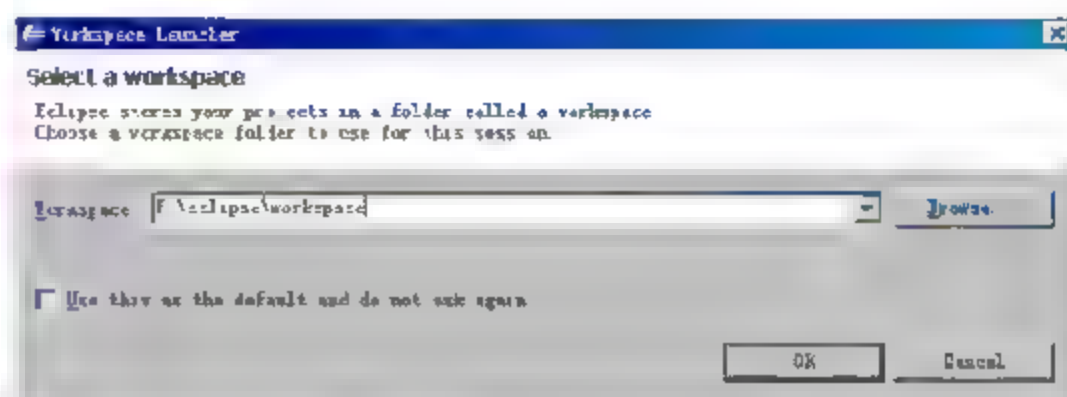 Workspace Launcher
Select a workspace
Eclipse stores your projects in a folder called a workspace
Choose a workspace folder to use for this session
Workspace F:\eclipse\workspace Browse...
Use this as the default and do not ask again
OK Cancel